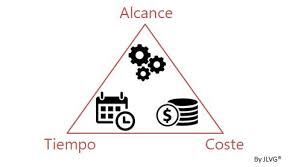 Alcance
$
Tiempo
Coste
By JLVG®